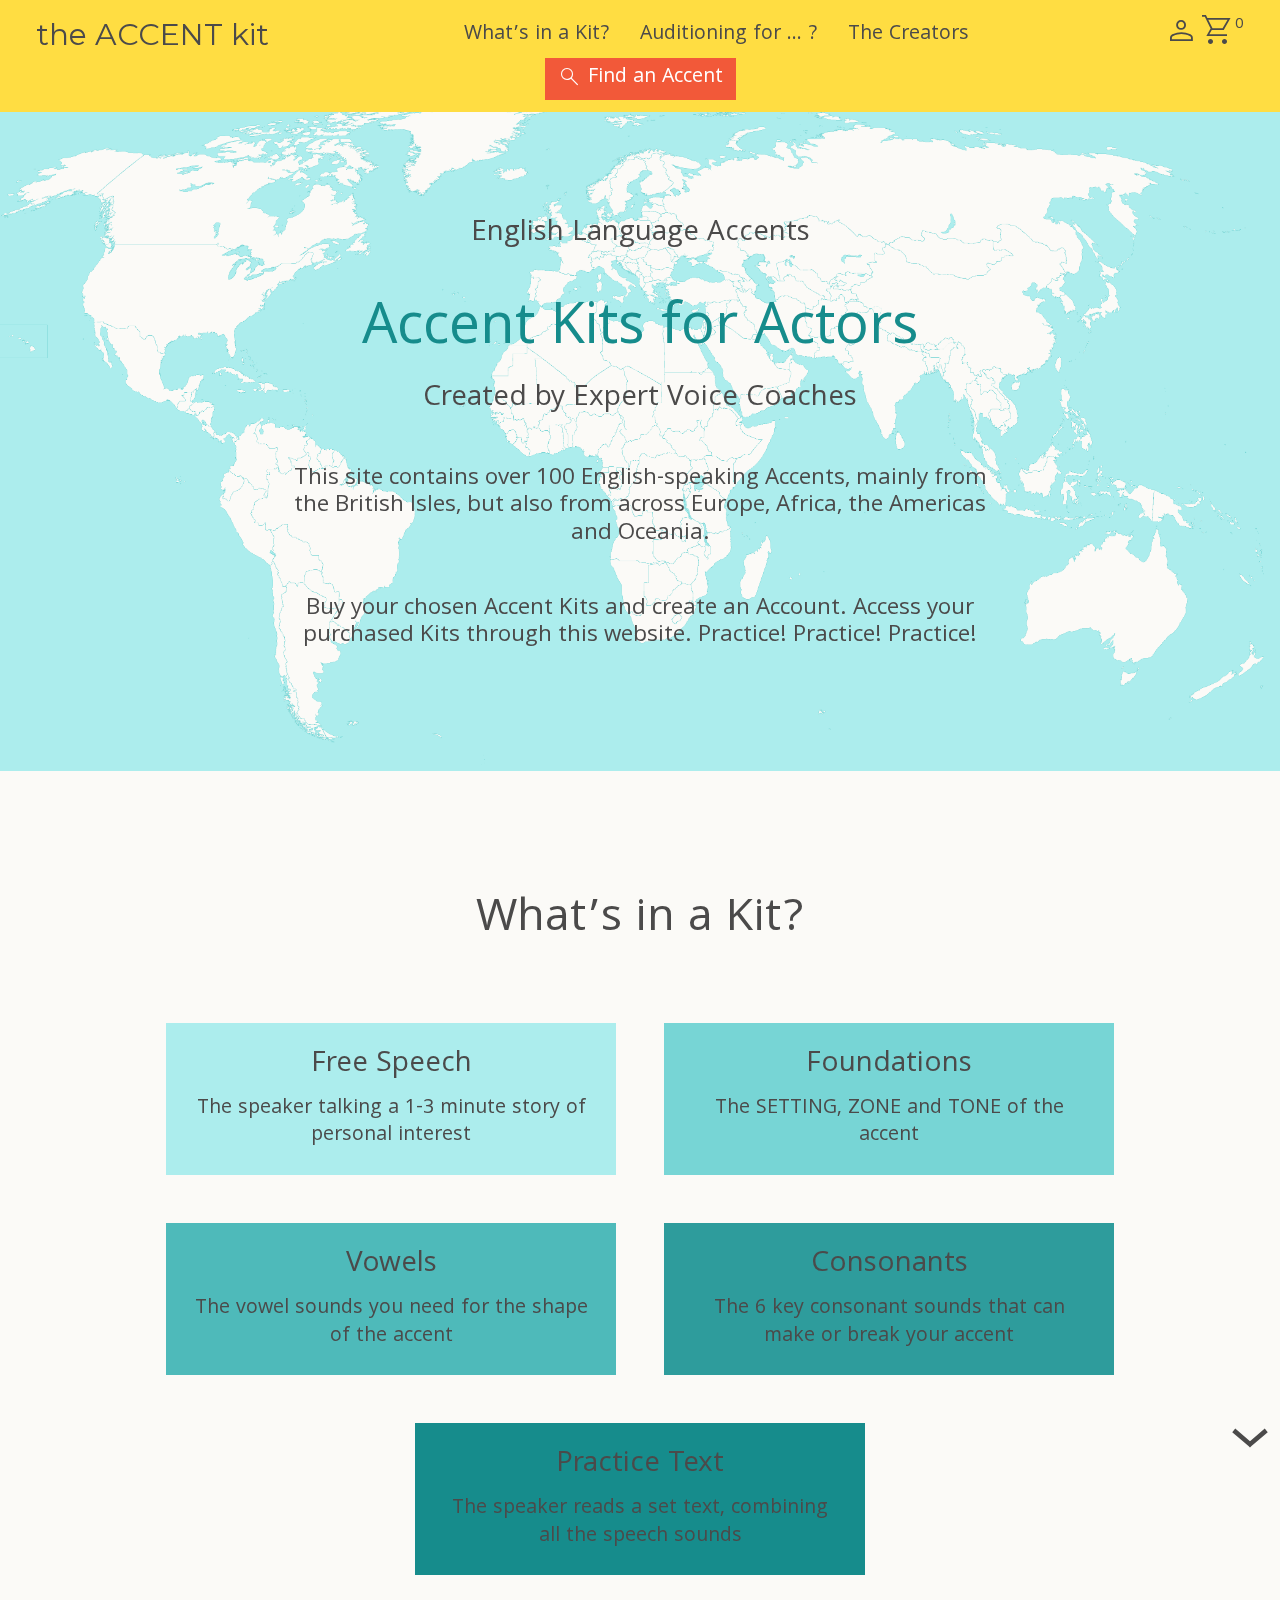 the ACCENT kit
What's in a Kit?
Auditioning for ... ?
The Creators
0
Find an Accent
English Language Accents
Accent Kits for Actors
Created by Expert Voice Coaches
This site contains over 100 English-speaking Accents, mainly from
the British Isles, but also from across Europe, Africa, the Americas
and Oceania.
Buy your chosen Accent Kits and create an Account. Access your
purchased Kits through this website. Practice! Practice! Practice!
What's in a Kit?
Free Speech
The speaker talking a 1-3 minute story of
personal interest
Foundations
The SETTING, ZONE and TONE of the
accent
Vowels
The vowel sounds you need for the shape
of the accent
Consonants
The 6 key consonant sounds that can
make or break your accent
Practice Text
The speaker reads a set text, combining
all the speech sounds